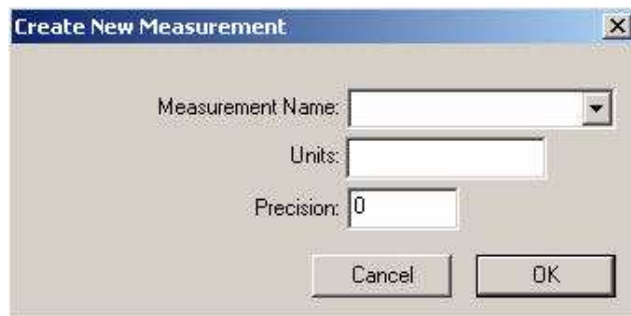 Create New Measurement
Measurement Name:
Units:
Precision: 0
Cancel OK